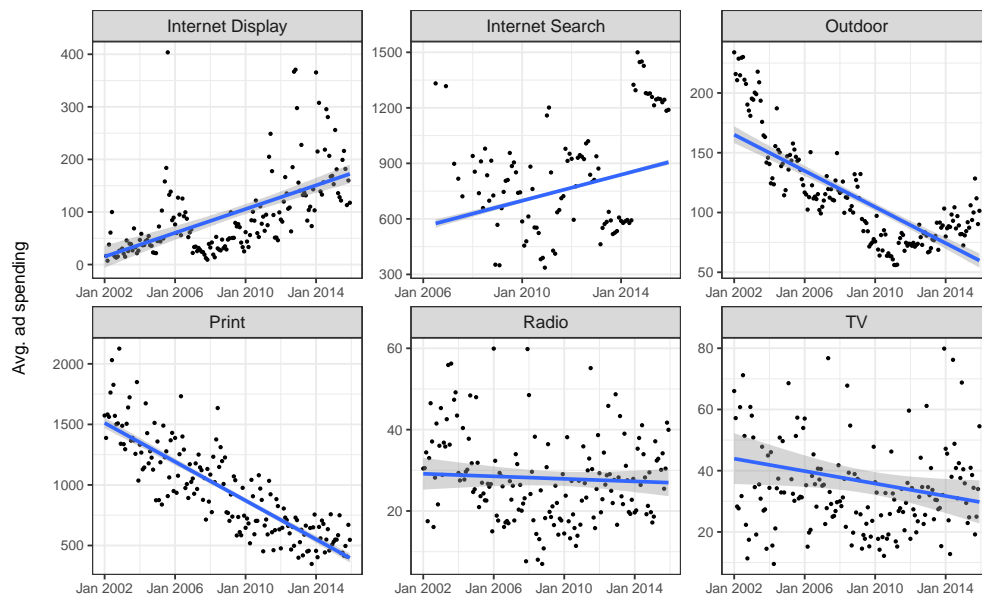 Internet Display
Internet Search
Outdoor
400
300
200
100
0
1500
1200
900
600
300
200
150
100
50
Jan 2002 Jan 2006 Jan 2010 Jan 2014
Jan 2006 Jan 2010 Jan 2014
Jan 2002 Jan 2006 Jan 2010 Jan 2014
Avg. ad spending
Print
Radio
TV
2000
1500
1000
500
60
40
20
80
60
40
20
Jan 2002 Jan 2006 Jan 2010 Jan 2014
Jan 2002 Jan 2006 Jan 2010 Jan 2014
Jan 2002 Jan 2006 Jan 2010 Jan 2014